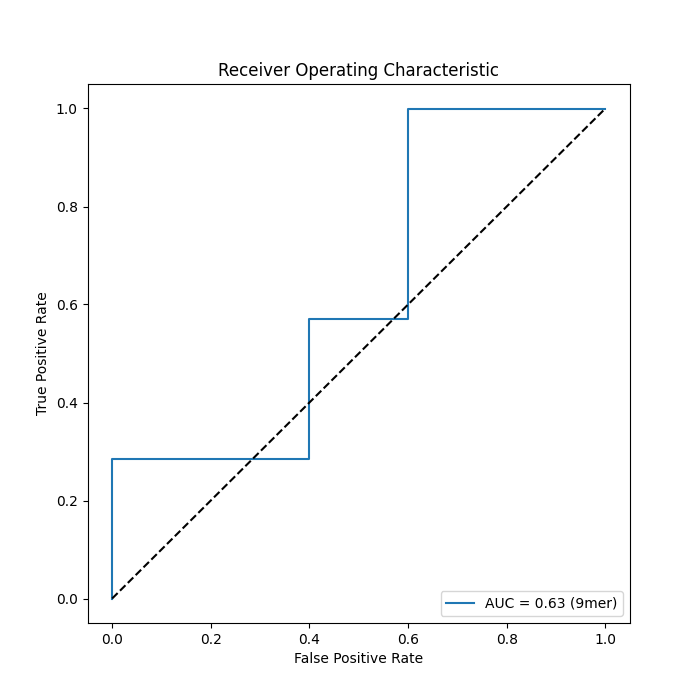 Receiver Operating Characteristic
True Positive Rate
1.0
0.8
0.6
0.4
0.2
0.0
AUC = 0.63 (9mer)
0.0 0.2 0.4 0.6 0.8 1.0
False Positive Rate